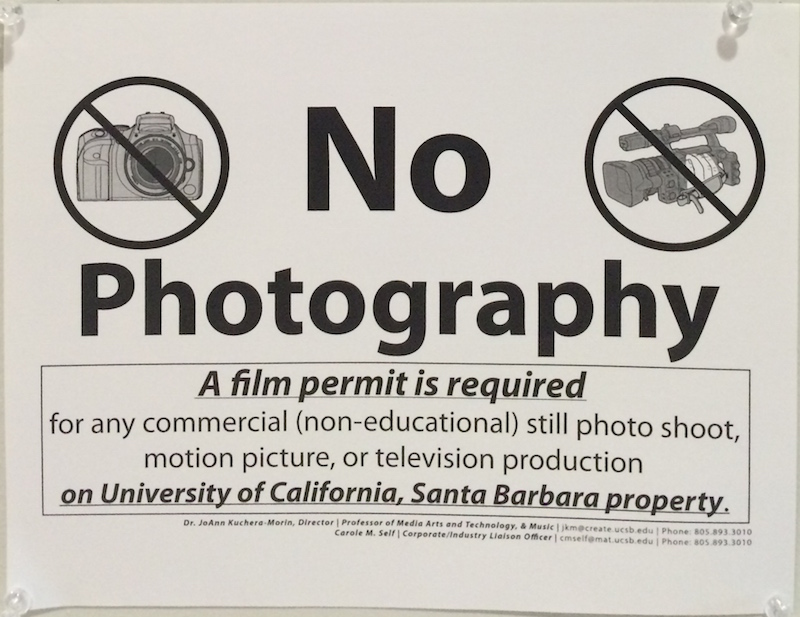 No
Photography
A film permit is required
for any commercial (non-educational) still photo shoot,
motion picture, or television production
on University of California, Santa Barbara property.
Dr. JoAnn Kuchera-Morin, Director | Professor of Media Arts and Technology, & Music | jkm@create.ucsb.edu | Phone: 805.893.3010
Carole M. Self | Corporate/Industry Liaison Officer | cmself@mat.ucsb.edu | Phone: 805.893.3010